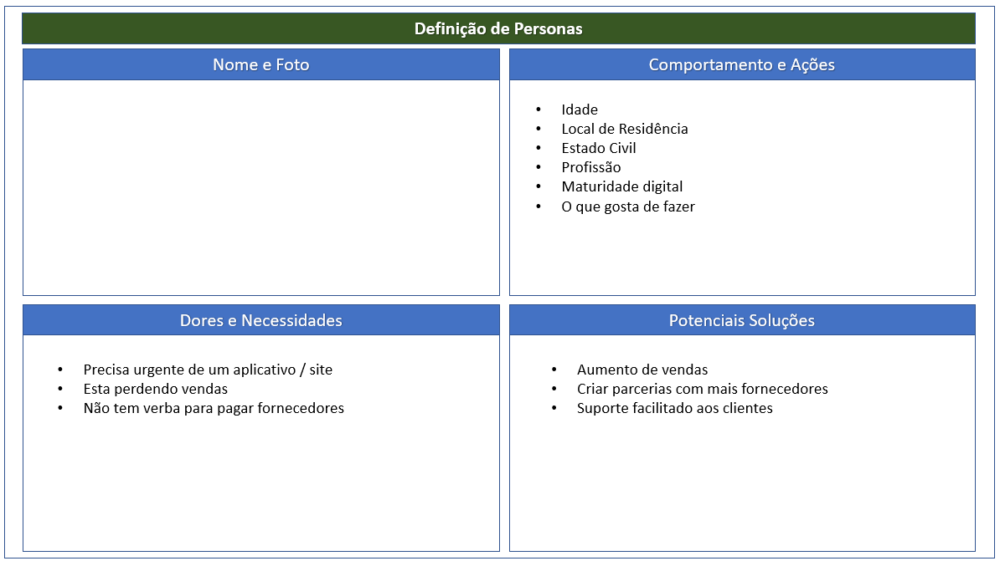 Definição de Personas
Nome e Foto
Comportamento e Ações
• Idade
• Local de Residência
• Estado Civil
• Profissão
• Maturidade digital
• O que gosta de fazer
Dores e Necessidades
• Precisa urgente de um aplicativo / site
• Esta perdendo vendas
• Não tem verba para pagar fornecedores
Potenciais Soluções
• Aumento de vendas
• Criar parcerias com mais fornecedores
• Suporte facilitado aos clientes